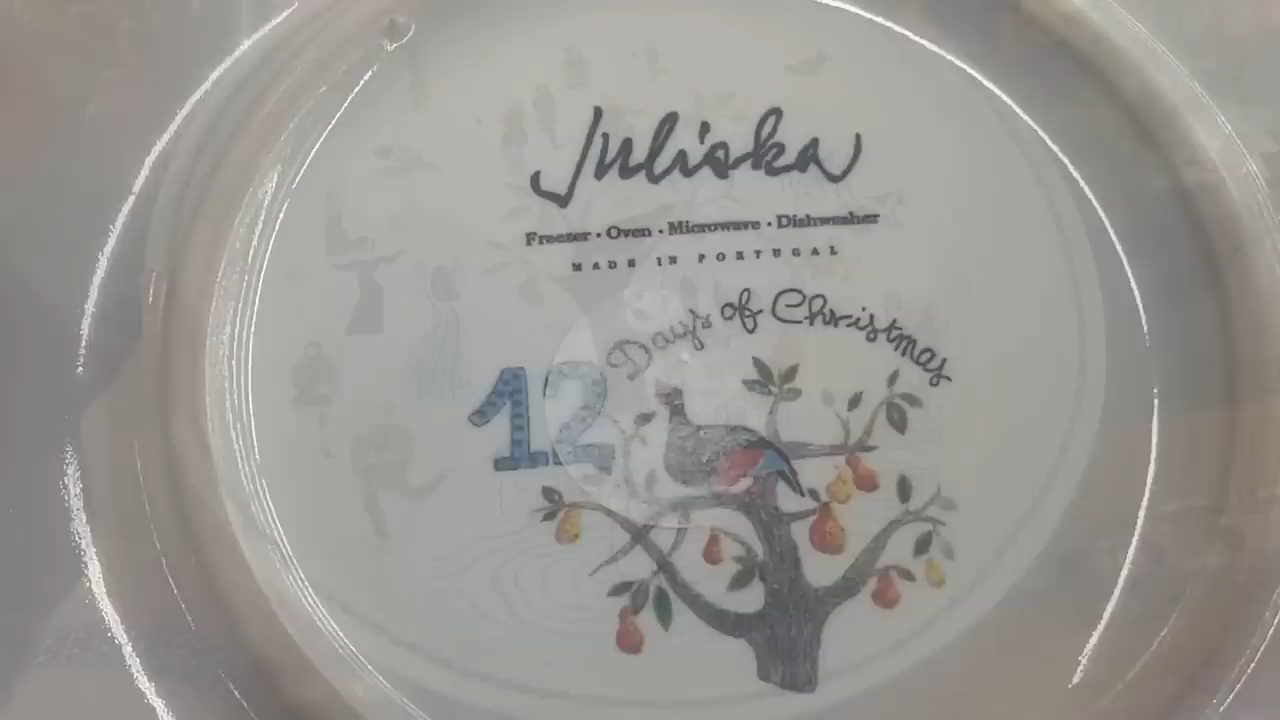 Juliska
Freezer · Oven · Microwave · Dishwasher
MADE IN PORTUGAL
12 Days of Christmas